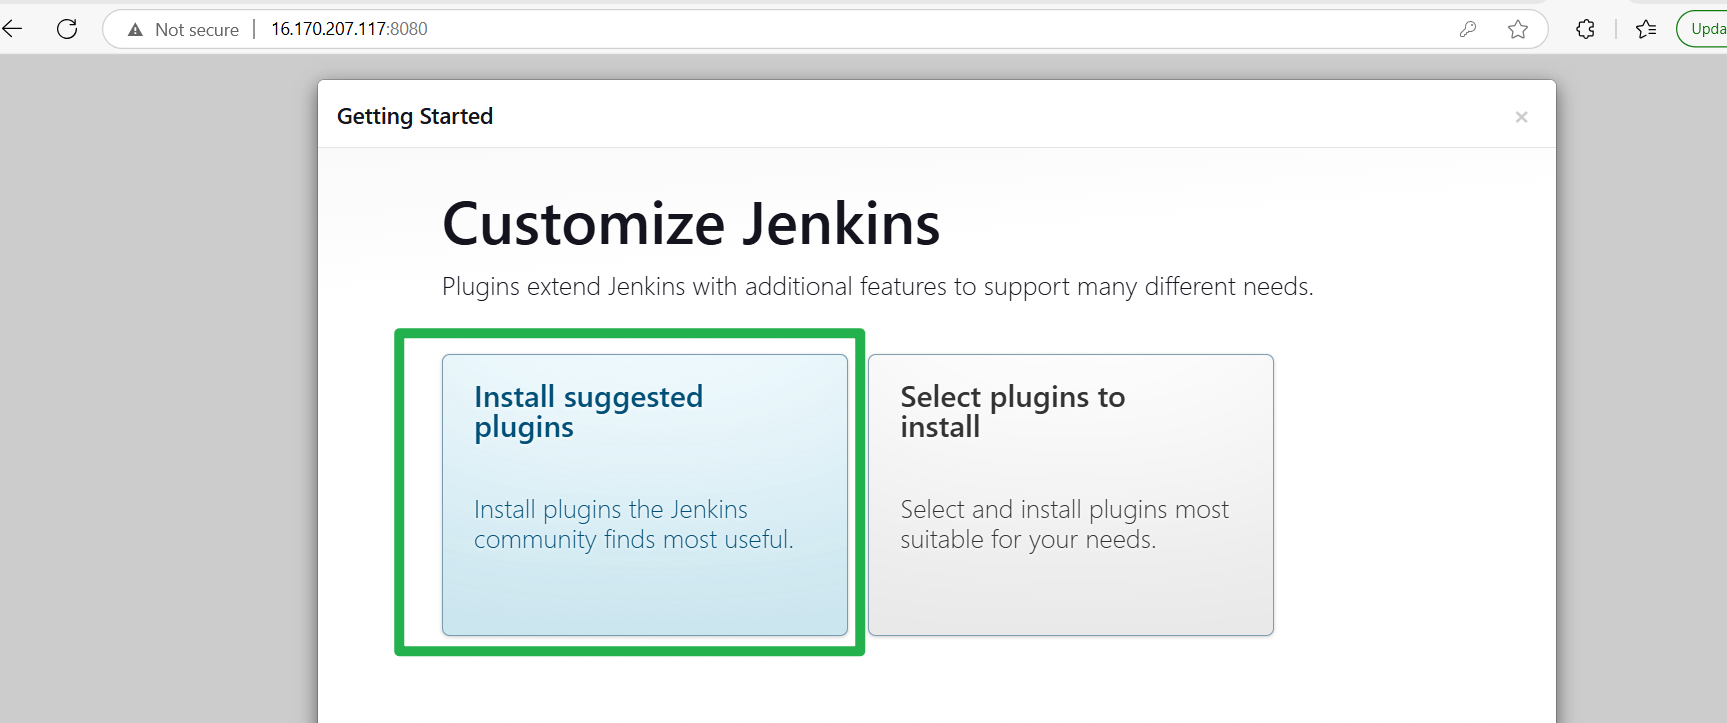 Not secure | 16.170.207.117:8080
Upda
Getting Started
×
Customize Jenkins
Plugins extend Jenkins with additional features to support many different needs.
Install suggested
plugins
Install plugins the Jenkins
community finds most useful.
Select plugins to
install
Select and install plugins most
suitable for your needs.